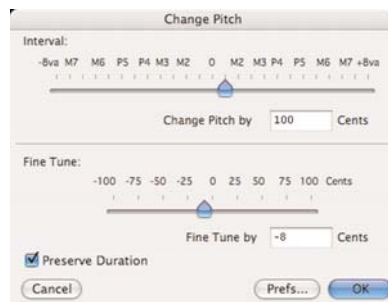 Change Pitch
Interval:
-8va M7 M6 P5 P4 M3 M2 0 M2 M3 P4 P5 M6 M7 +8va
Change Pitch by 100 Cents
Fine Tune:
-100 -75 -50 -25 0 25 50 75 100 Cents
Fine Tune by -8 Cents
Preserve Duration
Cancel Prefs... OK